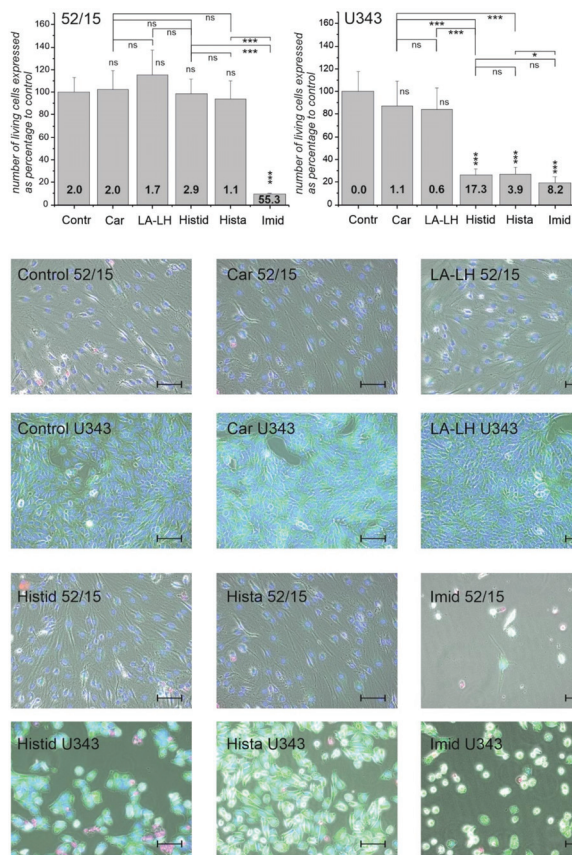 52/15
number of living cells expressed
as percentage to control
120
100
80
60
40
20
0
ns
***
ns
ns
ns
***
ns
ns
ns
ns
ns
***
2.0
2.0
1.7
2.9
1.1
55.3
Contr
Car
LA-LH
Histid
Hista
Imid
U343
number of living cells expressed
as percentage to control
120
100
80
60
40
20
0
***
***
*
ns
***
ns
ns
ns
ns
***
***
***
0.0
1.1
0.6
17.3
3.9
8.2
Contr
Car
LA-LH
Histid
Hista
Imid
Control 52/15
Car 52/15
LA-LH 52/15
Control U343
Car U343
LA-LH U343
Histid 52/15
Hista 52/15
Imid 52/15
Histid U343
Hista U343
Imid U343